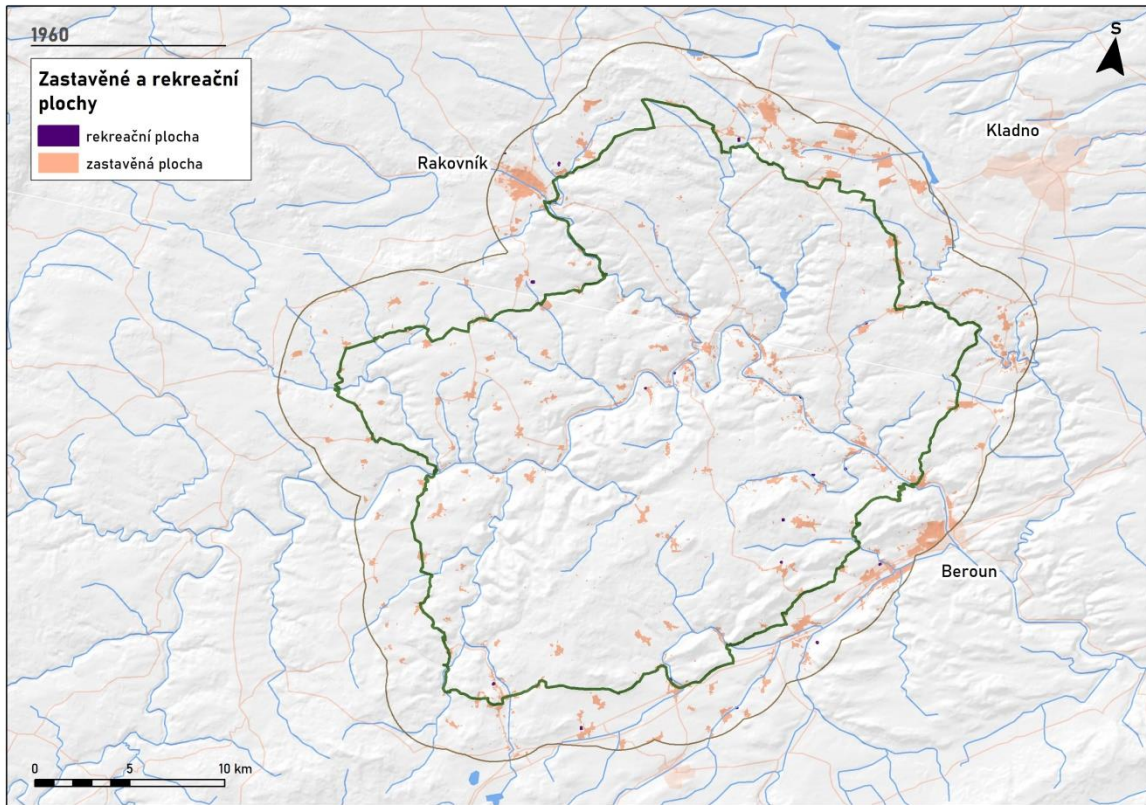 1960
Zastavěné a rekreační
plochy
rekreační plocha
zastavěná plocha
S
Kladno
Rakovník
Beroun
0 5 10 km